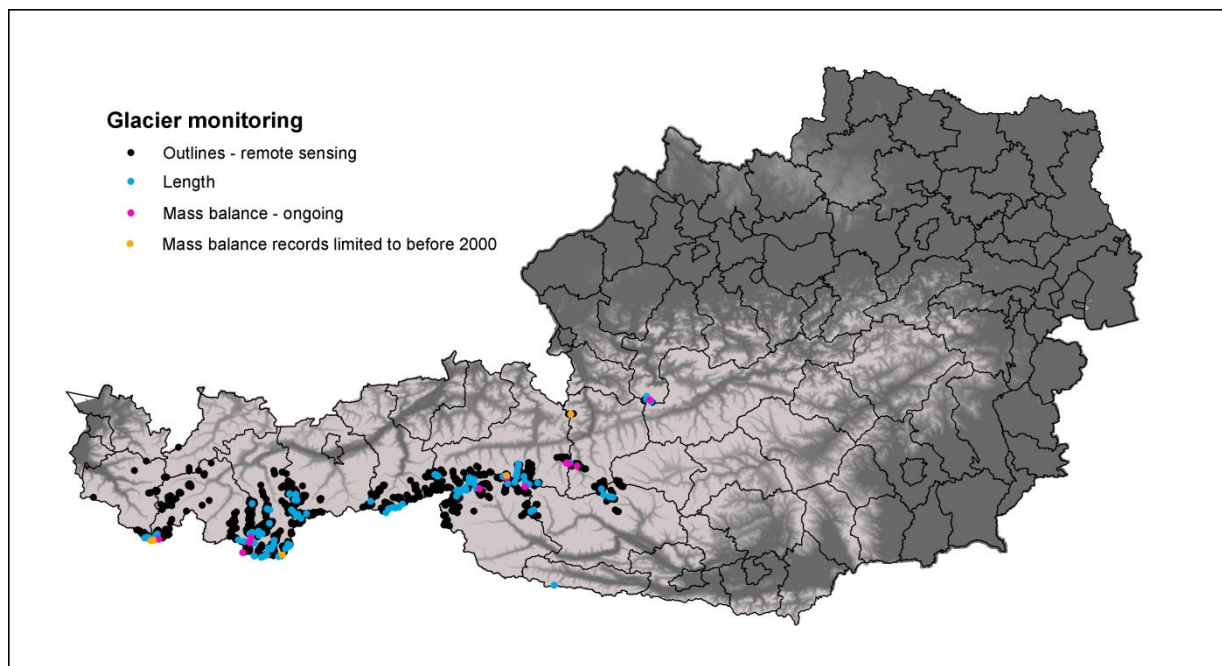 Glacier monitoring
Outlines - remote sensing
Length
Mass balance - ongoing
Mass balance records limited to before 2000